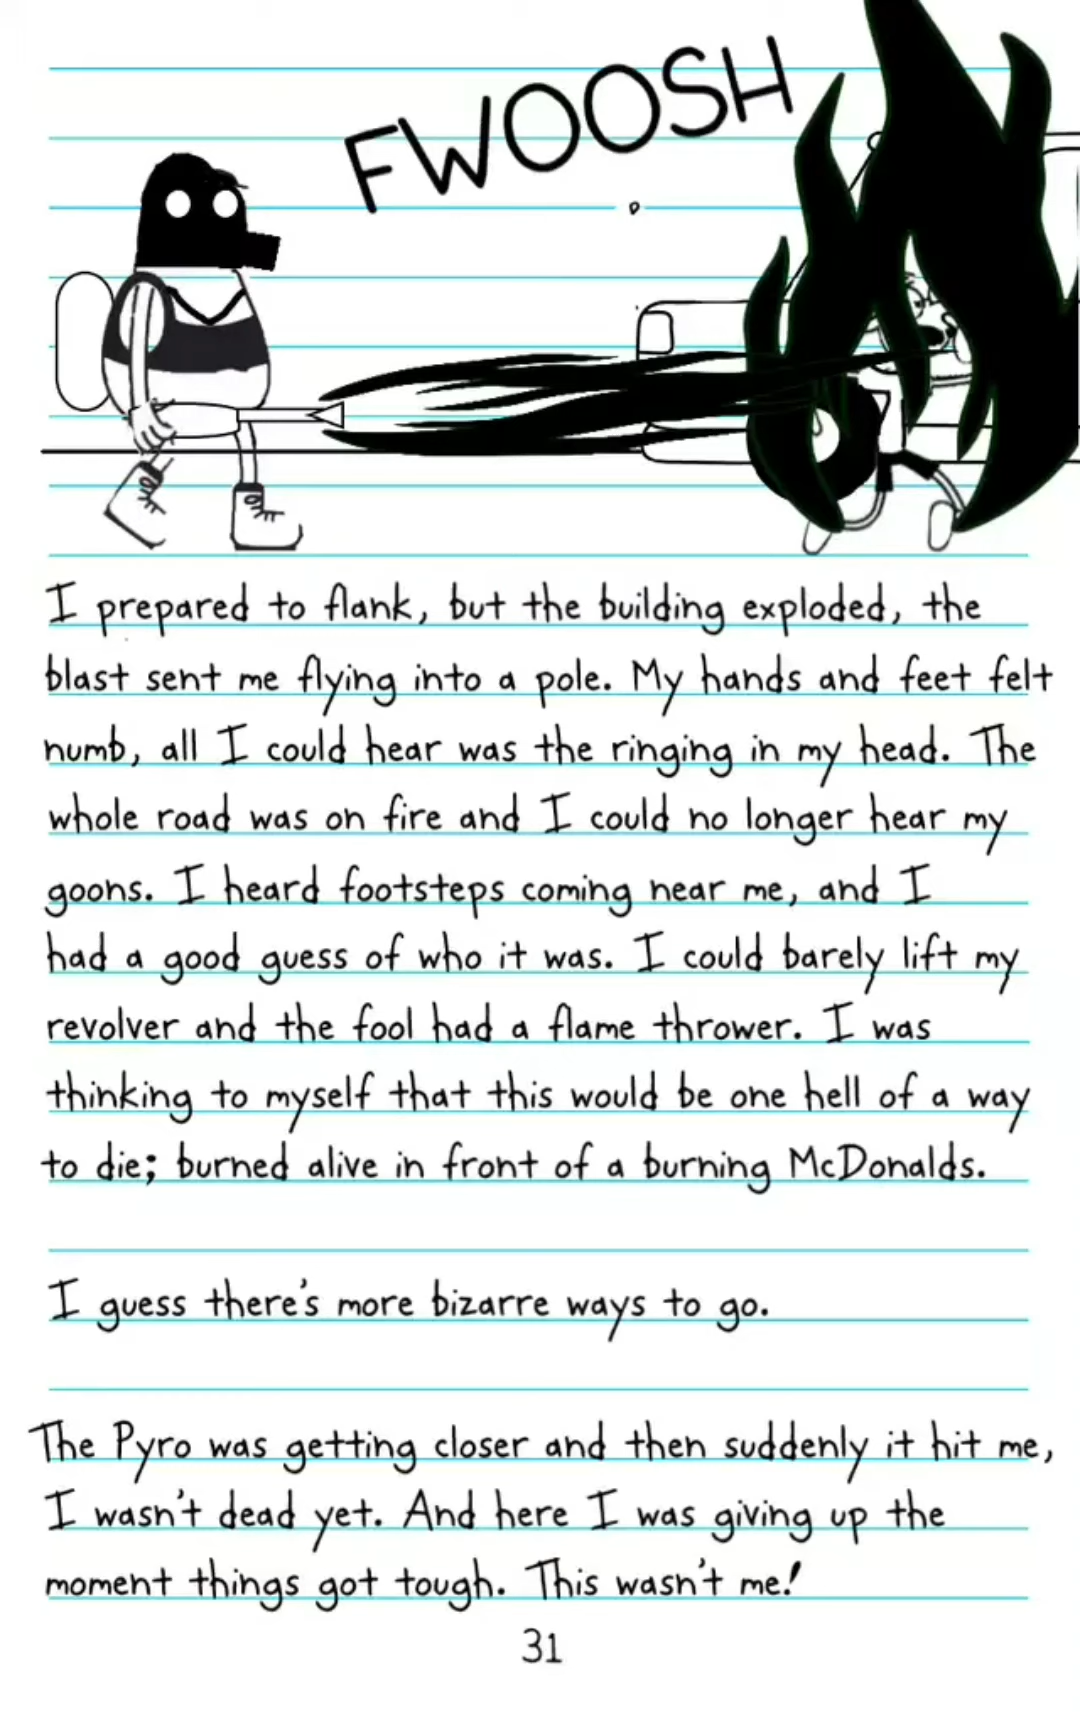 FWOOSH
I prepared to flank, but the building exploded, the
blast sent me flying into a pole. My hands and feet felt
numb, all I could hear was the ringing in my head. The
whole road was on fire and I could no longer hear my
goons. I heard footsteps coming near me, and I
had a good guess of who it was. I could barely lift my
revolver and the fool had a flame thrower. I was
thinking to myself that this would be one hell of a way
to die; burned alive in front of a burning McDonalds.
I guess there's more bizarre ways to go.
The Pyro was getting closer and then suddenly it hit me,
I wasn't dead yet. And here I was giving up the
moment things got tough. This wasn't me!
31